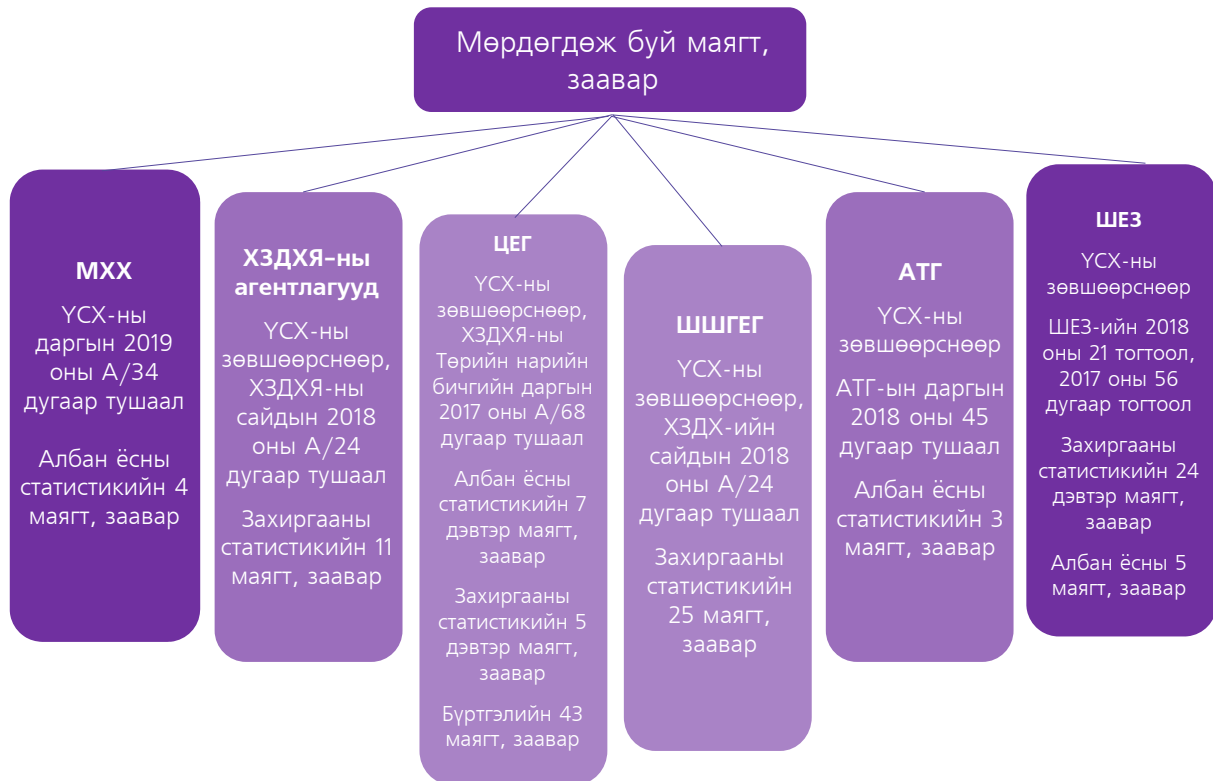 Мөрдөгдөж буй маягт,
заавар
МХХ
ҮСХ-ны
даргын 2019
оны А/34
дугаар тушаал
Албан ёсны
статистикийн 4
маягт, заавар
ХЗДХЯ-ны
агентлагууд
ҮСХ-ны
зөвшөөрснөөр,
ХЗДХЯ-ны
сайдын 2018
оны А/24
дугаар тушаал
Захиргааны
статистикийн 11
маягт, заавар
ЦЕГ
ҮСХ-ны
зөвшөөрснөөр,
ХЗДХЯ-ны
Төрийн нарийн
бичгийн даргын
2017 оны А/68
дугаар тушаал
Албан ёсны
статистикийн 7
дэвтэр маягт,
заавар
Захиргааны
статистикийн 5
дэвтэр маягт,
заавар
Бүртгэлийн 43
маягт, заавар
ШШГЕГ
ҮСХ-ны
зөвшөөрснөөр,
ХЗДХ-ийн
сайдын 2018
оны А/24
дугаар тушаал
Захиргааны
статистикийн
25 маягт,
заавар
АТГ
ҮСХ-ны
зөвшөөрснөөр
АТГ-ын даргын
2018 оны 45
дугаар тушаал
Албан ёсны
статистикийн 3
маягт, заавар
ШЕЗ
ҮСХ-ны
зөвшөөрснөөр
ШЕЗ-ийн 2018
оны 21 тогтоол,
2017 оны 56
дугаар тогтоол
Захиргааны
статистикийн 24
дэвтэр маягт,
заавар
Албан ёсны 5
маягт, заавар